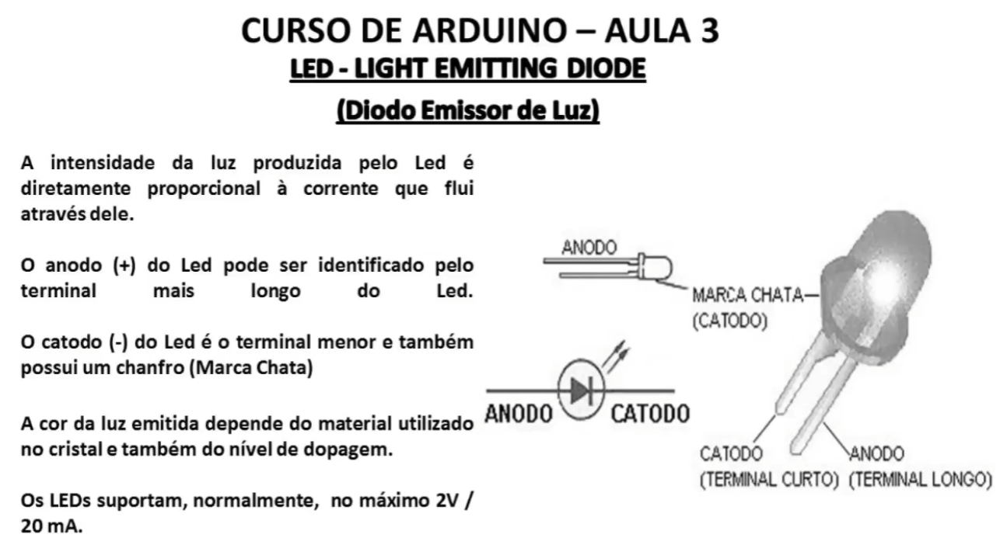 CURSO DE ARDUINO – AULA 3
LED - LIGHT EMITTING DIODE
(Diodo Emissor de Luz)
A intensidade da luz produzida pelo Led é
diretamente proporcional à corrente que flui
através dele.
O anodo (+) do Led pode ser identificado pelo
terminal mais longo do Led.
O catodo (-) do Led é o terminal menor e também
possui um chanfro (Marca Chata)
A cor da luz emitida depende do material utilizado
no cristal e também do nível de dopagem.
Os LEDs suportam, normalmente, no máximo 2V /
20 mA.
ANODO
MARCA CHATA
(CATODO)
ANODO
CATODO
CATODO
(TERMINAL CURTO)
ANODO
(TERMINAL LONGO)